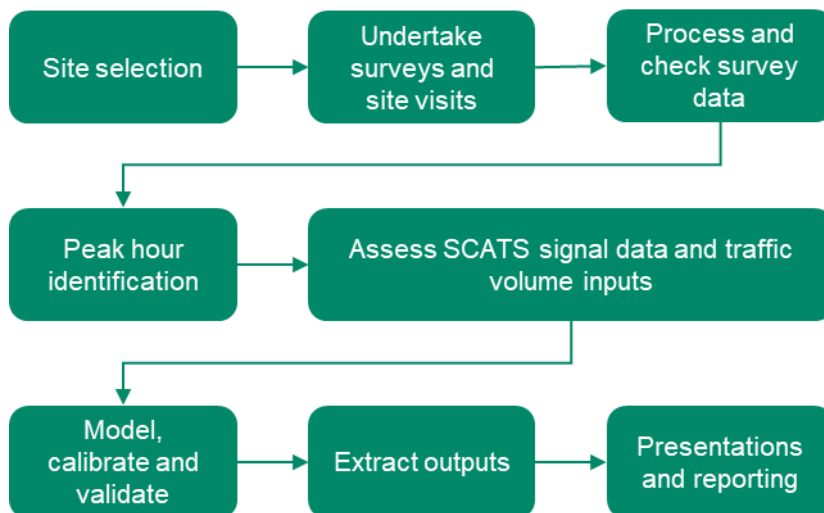 Site selection
Undertake
surveys and
site visits
Process and
check survey
data
Peak hour
identification
Assess SCATS signal data and traffic
volume inputs
Model,
calibrate and
validate
Extract outputs
Presentations
and reporting